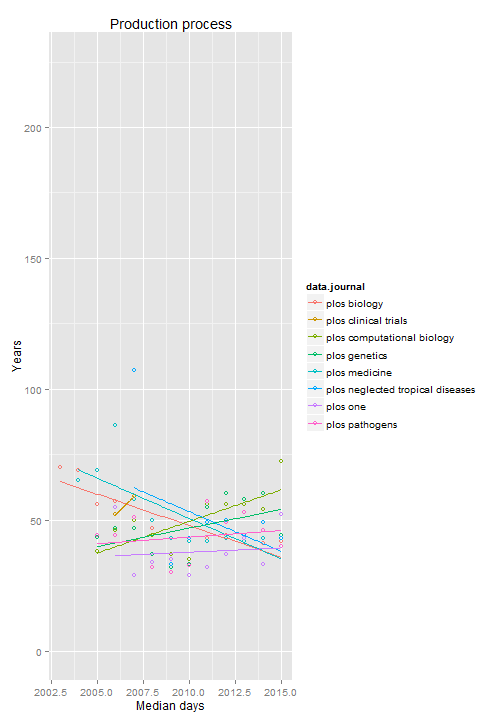 Production process
200
150
100
50
0
Years
2002.5 2005.0 2007.5 2010.0 2012.5 2015.0
Median days
data.journal
plos biology
plos clinical trials
plos computational biology
plos genetics
plos medicine
plos neglected tropical diseases
plos one
plos pathogens